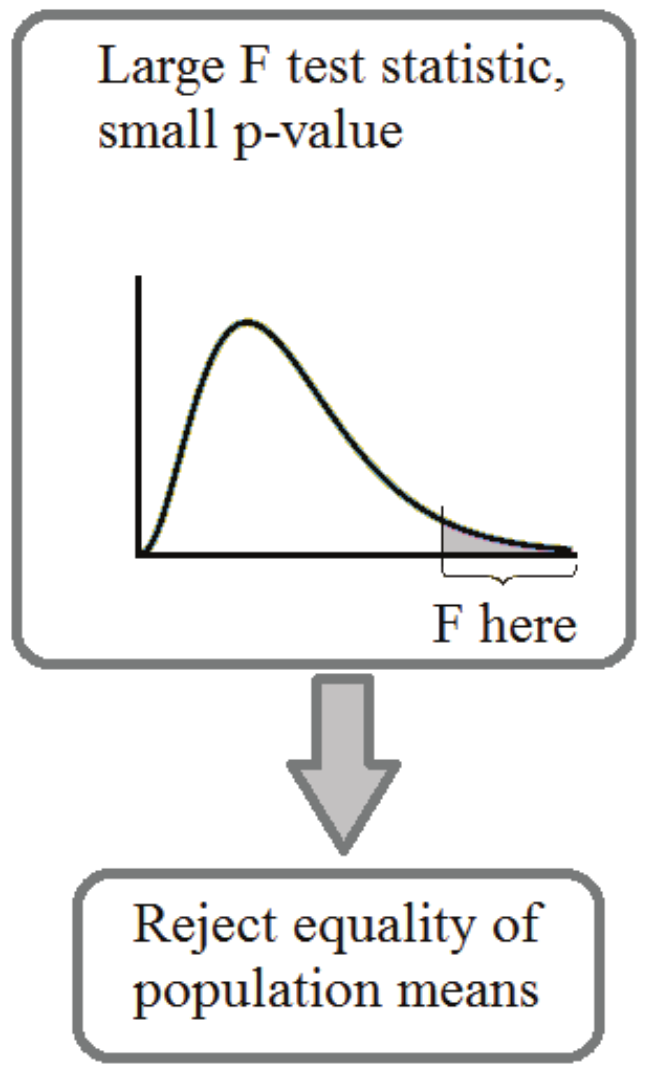 Large F test statistic,
small p-value
F here
Reject equality of
population means